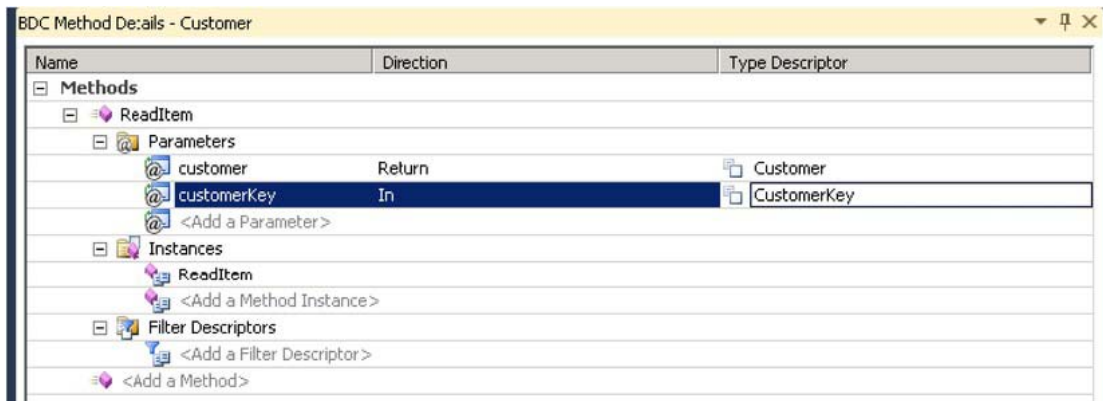 BDC Method De:ails - Customer
Name Direction Type Descriptor
Methods
ReadItem
Parameters
customer Return Customer
customerKey In CustomerKey
<Add a Parameter>
Instances
ReadItem
<Add a Method Instance>
Filter Descriptors
<Add a Filter Descriptor>
<Add a Method>